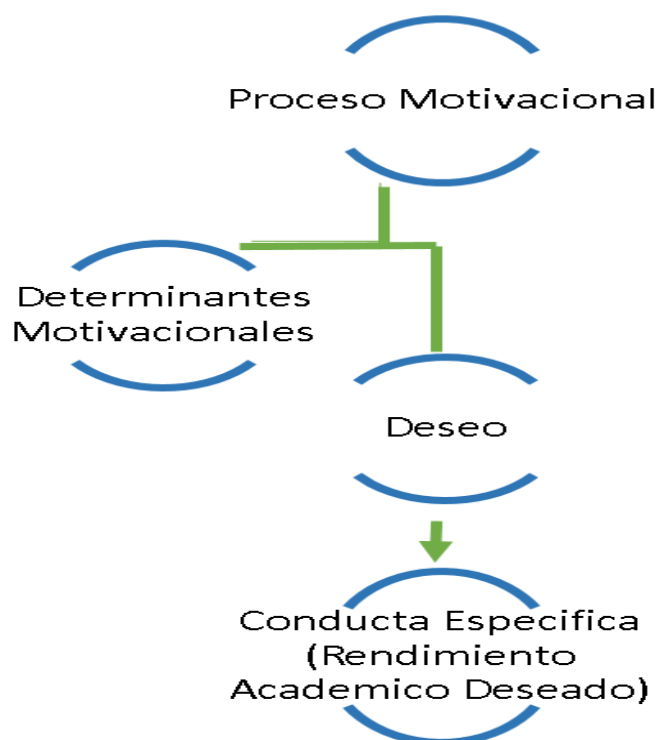 Proceso Motivacional
Determinantes
Motivacionales
Deseo
Conducta Especifica
(Rendimiento
Academico Deseado)